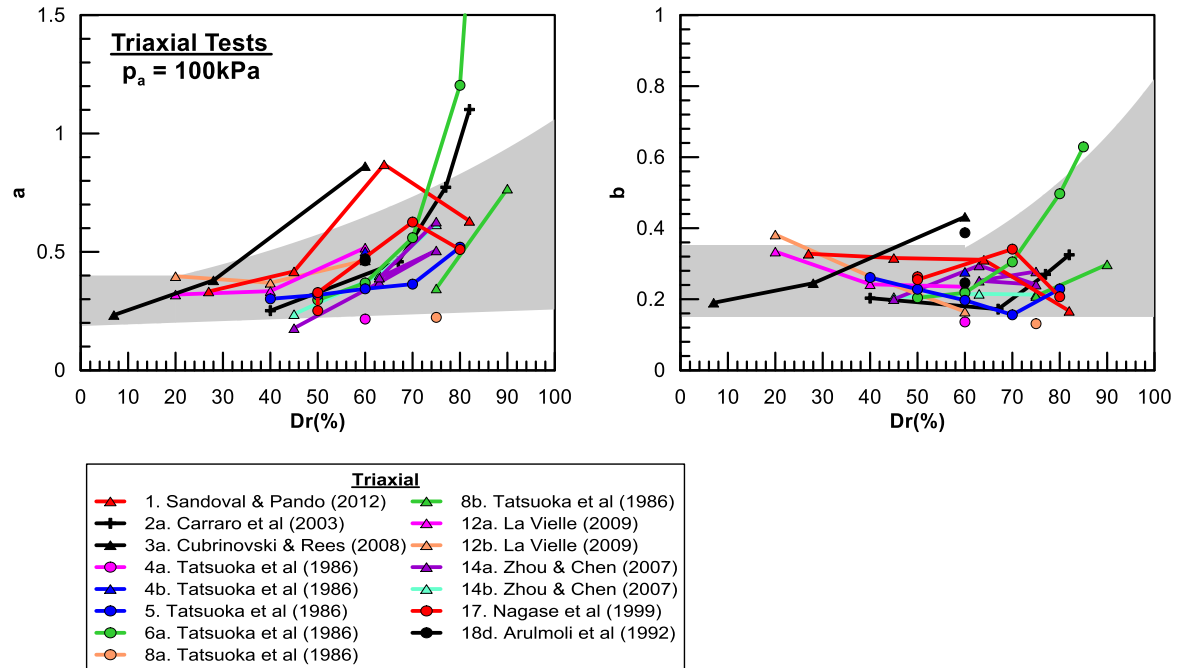 1.5
1
0.5
0
a
Triaxial Tests
pa = 100kPa
0 10 20 30 40 50 60 70 80 90 100
Dr(%)
1
0.8
0.6
0.4
0.2
0
b
0 10 20 30 40 50 60 70 80 90 100
Dr(%)
Triaxial
1. Sandoval & Pando (2012)
2a. Carraro et al (2003)
3a. Cubrinovski & Rees (2008)
4a. Tatsuoka et al (1986)
4b. Tatsuoka et al (1986)
5. Tatsuoka et al (1986)
6a. Tatsuoka et al (1986)
8a. Tatsuoka et al (1986)
8b. Tatsuoka et al (1986)
12a. La Vielle (2009)
12b. La Vielle (2009)
14a. Zhou & Chen (2007)
14b. Zhou & Chen (2007)
17. Nagase et al (1999)
18d. Arulmoli et al (1992)